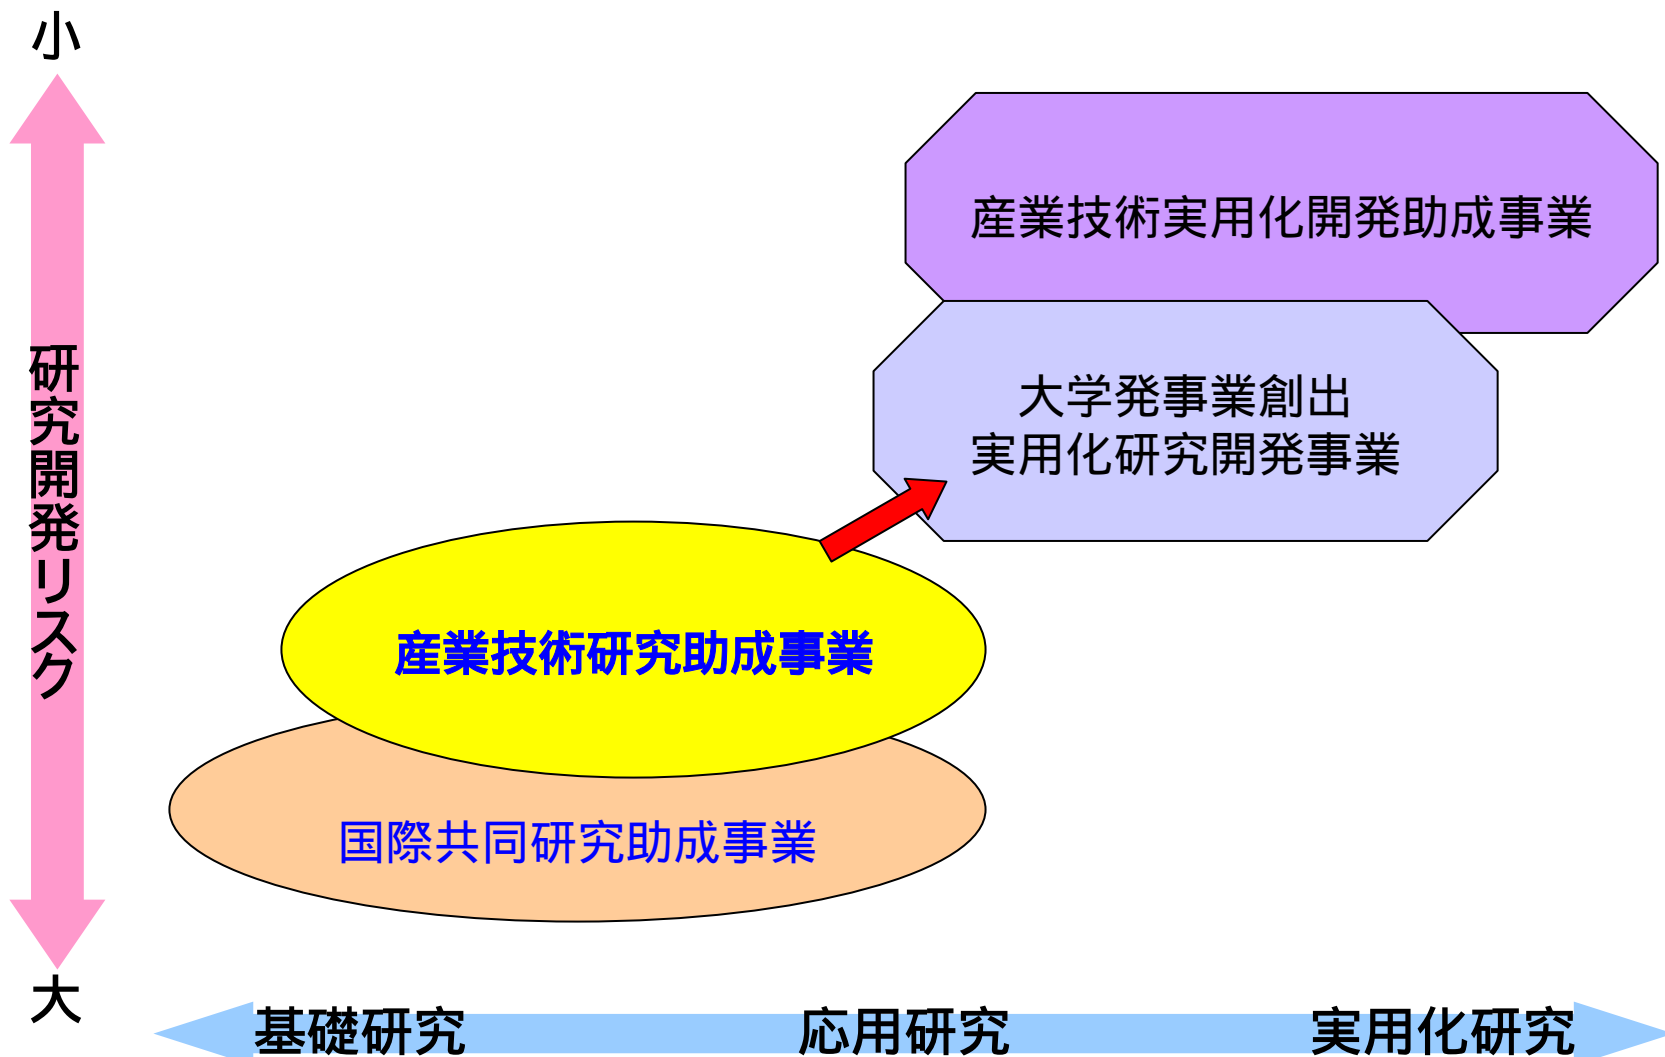 小
研究開発リスク
大
産業技術実用化開発助成事業
大学発事業創出
実用化研究開発事業
産業技術研究助成事業
国際共同研究助成事業
基礎研究
応用研究
実用化研究